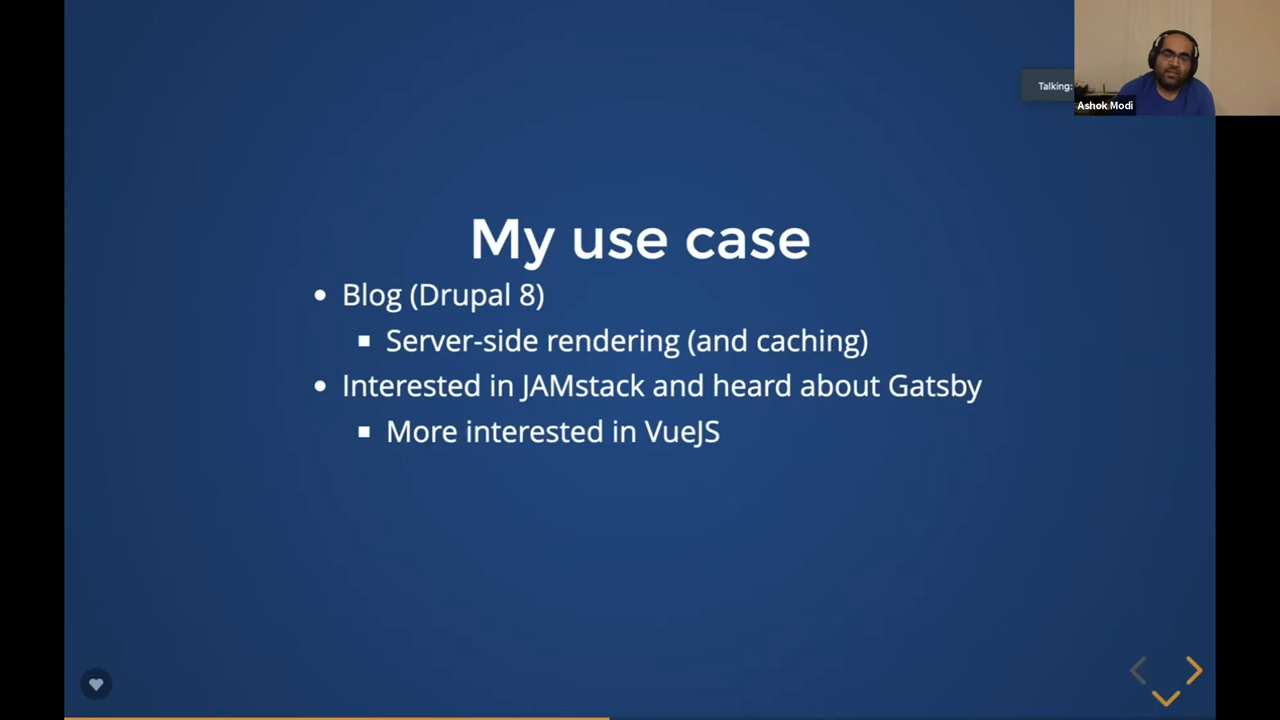 Talking:
Ashok Modi
My use case
Blog (Drupal 8)
Server-side rendering (and caching)
Interested in JAMstack and heard about Gatsby
More interested in VueJS